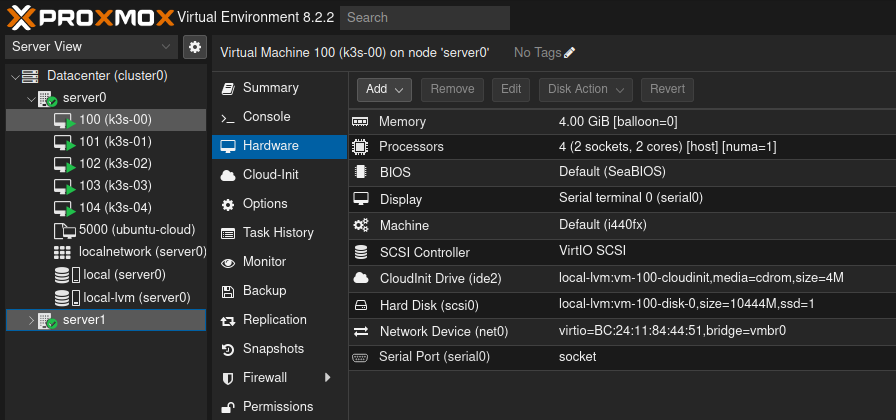 PROXMOX Virtual Environment 8.2.2 Search
Server View
Datacenter (cluster0)
server0
100 (k3s-00)
101 (k3s-01)
102 (k3s-02)
103 (k3s-03)
104 (k3s-04)
5000 (ubuntu-cloud)
localnetwork (server0)
local (server0)
local-lvm (server0)
server1
Virtual Machine 100 (k3s-00) on node 'server0' No Tags
Summary
Console
Hardware
Cloud-Init
Options
Task History
Monitor
Backup
Replication
Snapshots
Firewall
Permissions
Add Remove Edit Disk Action Revert
Memory 4.00 GiB [balloon=0]
Processors 4 (2 sockets, 2 cores) [host] [numa=1]
BIOS Default (SeaBIOS)
Display Serial terminal 0 (serial0)
Machine Default (i440fx)
SCSI Controller VirtIO SCSI
CloudInit Drive (ide2) local-lvm:vm-100-cloudinit,media=cdrom,size=4M
Hard Disk (scsi0) local-lvm:vm-100-disk-0,size=10444M,ssd=1
Network Device (net0) virtio=BC:24:11:84:44:51,bridge=vmbr0
Serial Port (serial0) socket